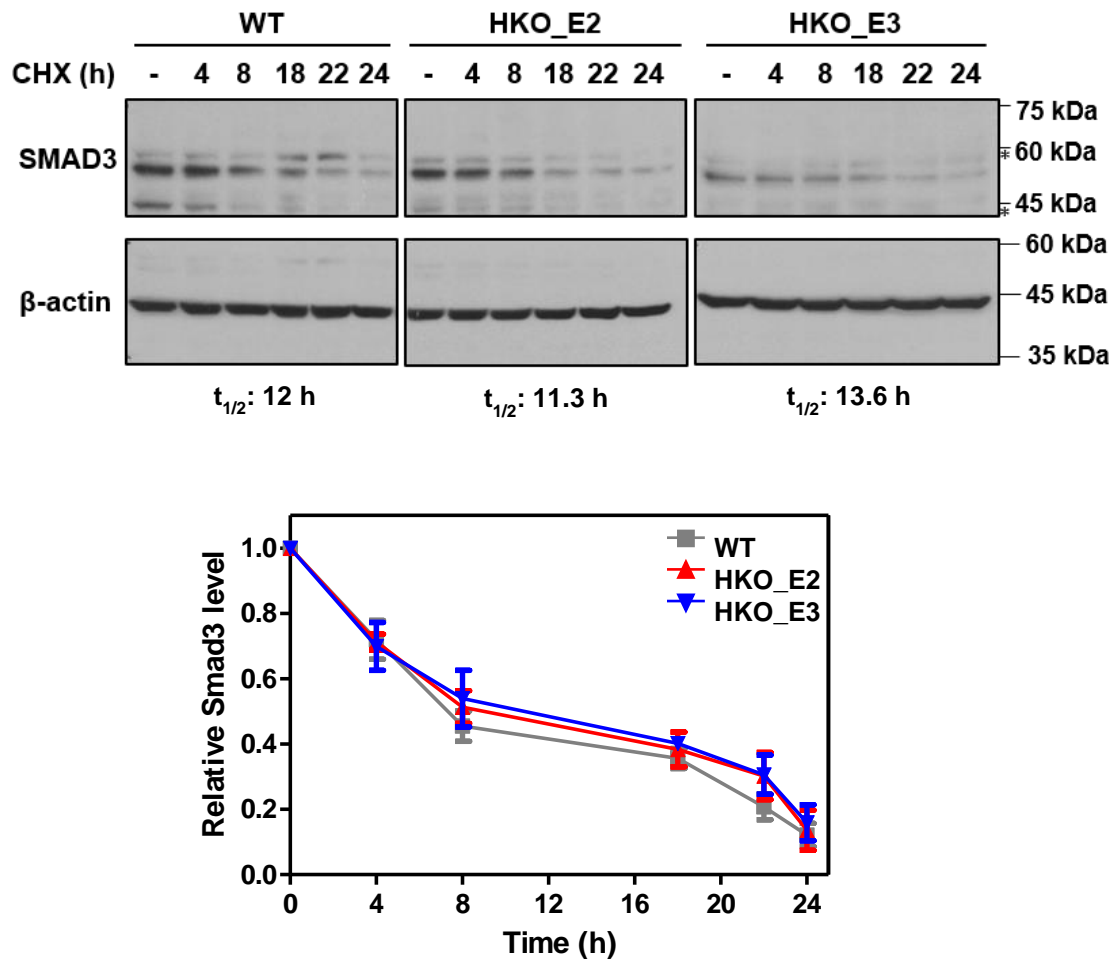 WT HKO_E2 HKO_E3
CHX (h) - 4 8 18 22 24 - 4 8 18 22 24 - 4 8 18 22 24
75 kDa
SMAD3 60 kDa
*
45 kDa
*
60 kDa
β-actin 45 kDa
35 kDa
t1/2: 12 h t1/2: 11.3 h t1/2: 13.6 h
Relative Smad3 level
1.0
0.8
0.6
0.4
0.2
0.0
WT
HKO_E2
HKO_E3
0 4 8 12 16 20 24
Time (h)